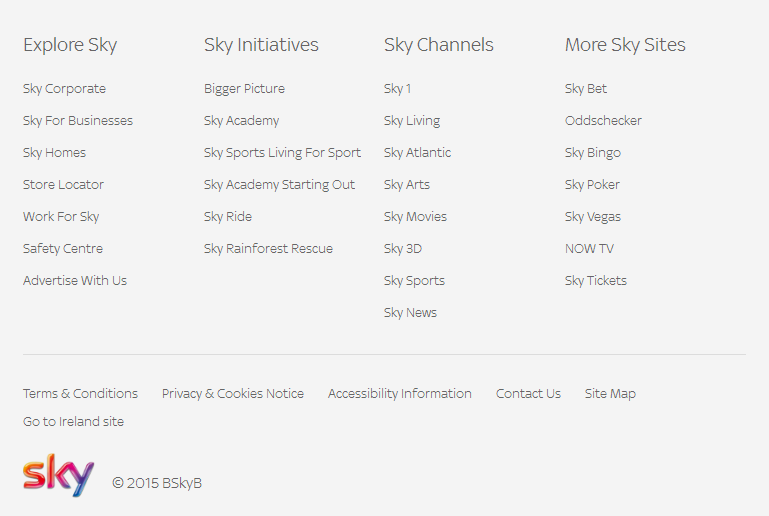 Explore Sky
Sky Corporate
Sky For Businesses
Sky Homes
Store Locator
Work For Sky
Safety Centre
Advertise With Us
Sky Initiatives
Bigger Picture
Sky Academy
Sky Sports Living For Sport
Sky Academy Starting Out
Sky Ride
Sky Rainforest Rescue
Sky Channels
Sky 1
Sky Living
Sky Atlantic
Sky Arts
Sky Movies
Sky 3D
Sky Sports
Sky News
More Sky Sites
Sky Bet
Oddschecker
Sky Bingo
Sky Poker
Sky Vegas
NOW TV
Sky Tickets
Terms & Conditions Privacy & Cookies Notice Accessibility Information Contact Us Site Map
Go to Ireland site
sky © 2015 BSkyB